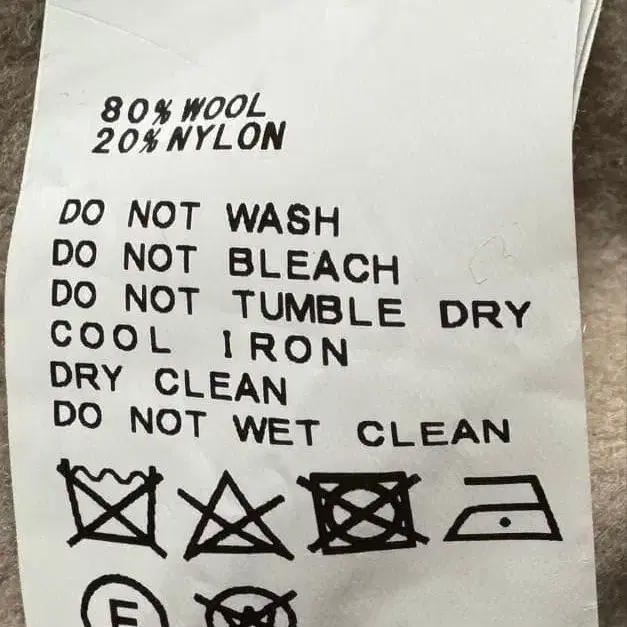 80% WOOL
20% NYLON
DO NOT WASH
DO NOT BLEACH
DO NOT TUMBLE DRY
COOL IRON
DRY CLEAN
DO NOT WET CLEAN